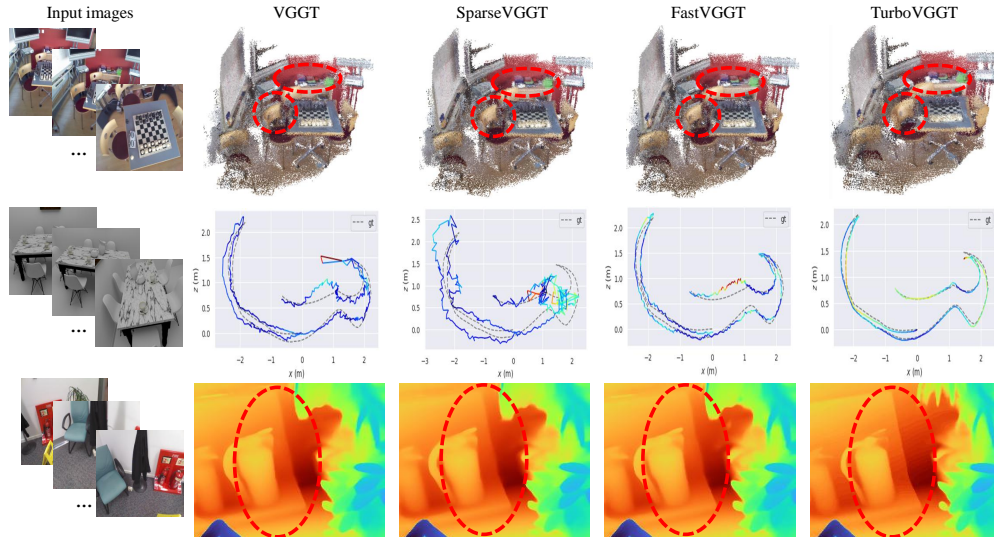 Input images VGGT SparseVGGT FastVGGT TurboVGGT
...
gt
2.0
1.5
1.0
0.5
0.0
z (m)
−2 −1 0 1 2
x (m)
gt
2.5
2.0
1.5
1.0
0.5
0.0
z (m)
−3 −2 −1 0 1 2
x (m)
gt
2.0
1.5
1.0
0.5
0.0
z (m)
−2 −1 0 1 2
x (m)
gt
2.0
1.5
1.0
0.5
0.0
z (m)
−2 −1 0 1 2
x (m)
...
...